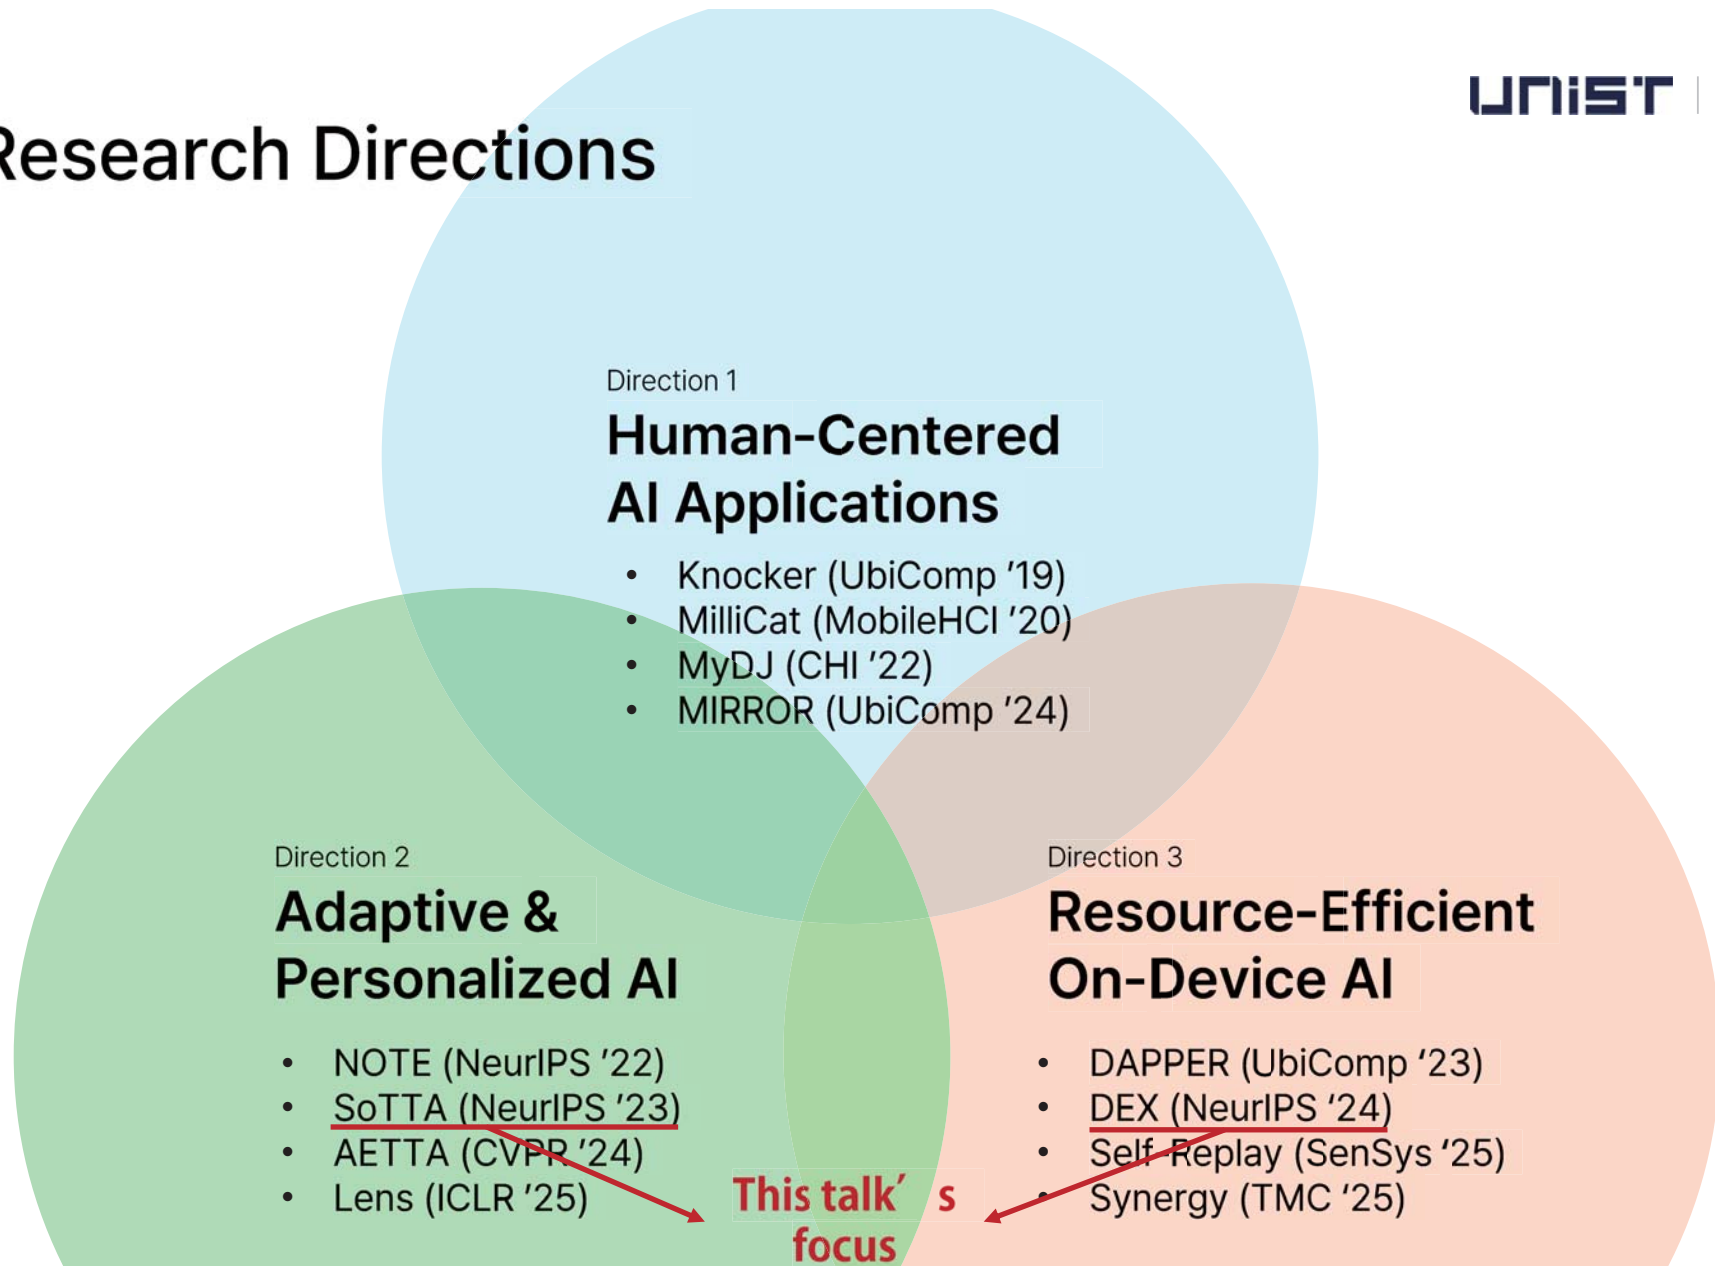 Research Directions
UNIST
Direction 1
Human-Centered
AI Applications
• Knocker (UbiComp '19)
• MilliCat (MobileHCI '20)
• MyDJ (CHI '22)
• MIRROR (UbiComp '24)
Direction 2
Adaptive &
Personalized AI
• NOTE (NeurIPS '22)
• SoTTA (NeurIPS '23)
• AETTA (CVPR '24)
• Lens (ICLR '25)
Direction 3
Resource-Efficient
On-Device AI
• DAPPER (UbiComp '23)
• DEX (NeurIPS '24)
• Self-Replay (SenSys '25)
• Synergy (TMC '25)
This talk' s
focus